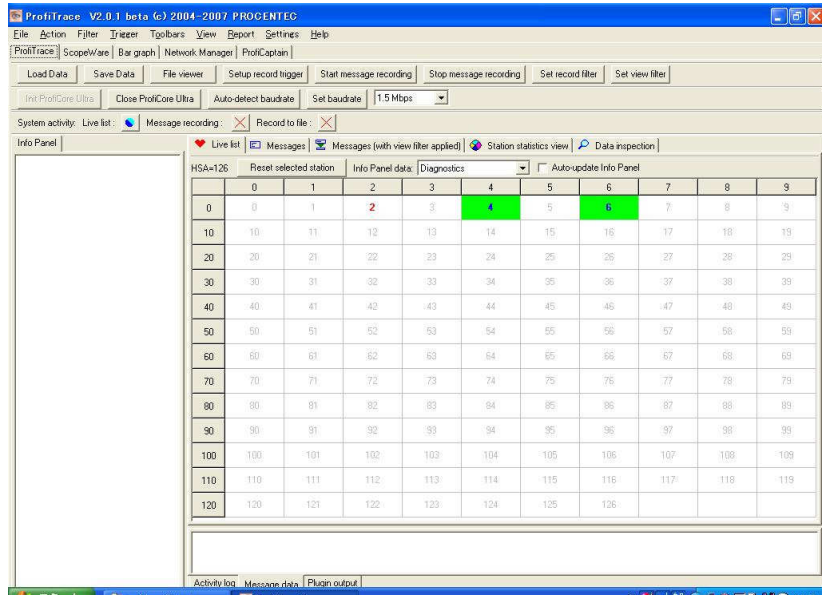 ProfiTrace V2.0.1 beta (c) 2004-2007 PROCENTEC
File Action Filter Trigger Toolbars View Report Settings Help
ProfiTrace ScopeWare Bar graph Network Manager ProfiCaptain
Load Data Save Data File viewer Setup record trigger Start message recording Stop message recording Set record filter Set view filter
Init ProfiCore Ultra Close ProfiCore Ultra Auto-detect baudrate Set baudrate 1.5 Mbps
System activity: Live list : Message recording : Record to file :
Info Panel Live list Messages Messages (with view filter applied) Station statistics view Data inspection
HSA=126 Reset selected station Info Panel data: Diagnostics Auto-update Info Panel
0 1 2 3 4 5 6 7 8 9
0 0 1 2 3 4 5 6 7 8 9
10 10 11 12 13 14 15 16 17 18 19
20 20 21 22 23 24 25 26 27 28 29
30 30 31 32 33 34 35 36 37 38 39
40 40 41 42 43 44 45 46 47 48 49
50 50 51 52 53 54 55 56 57 58 59
60 60 61 62 63 64 65 66 67 68 69
70 70 71 72 73 74 75 76 77 78 79
80 80 81 82 83 84 85 86 87 88 89
90 90 91 92 93 94 95 96 97 98 99
100 100 101 102 103 104 105 106 107 108 109
110 110 111 112 113 114 115 116 117 118 119
120 120 121 122 123 124 125 126
Activity log Message data Plugin output